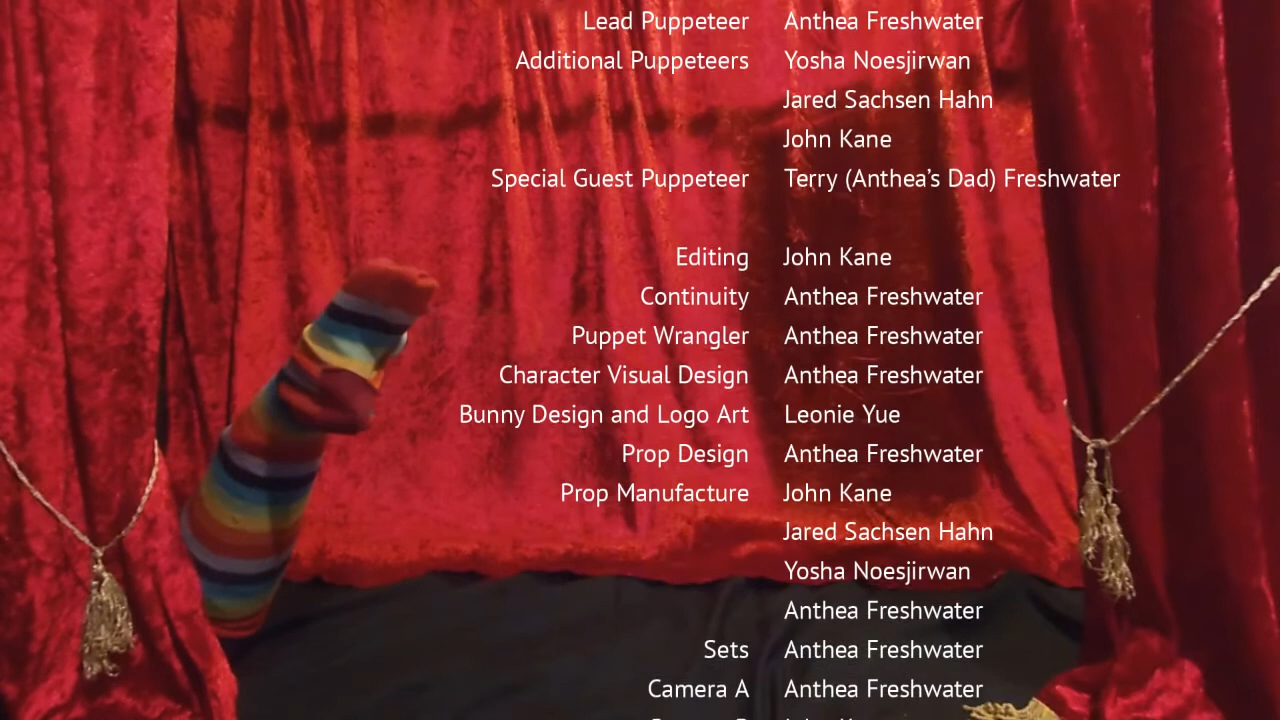 Lead Puppeteer Anthea Freshwater
Additional Puppeteers Yosha Noesjirwan
Jared Sachsen Hahn
John Kane
Special Guest Puppeteer Terry (Anthea’s Dad) Freshwater
Editing John Kane
Continuity Anthea Freshwater
Puppet Wrangler Anthea Freshwater
Character Visual Design Anthea Freshwater
Bunny Design and Logo Art Leonie Yue
Prop Design Anthea Freshwater
Prop Manufacture John Kane
Jared Sachsen Hahn
Yosha Noesjirwan
Anthea Freshwater
Sets Anthea Freshwater
Camera A Anthea Freshwater